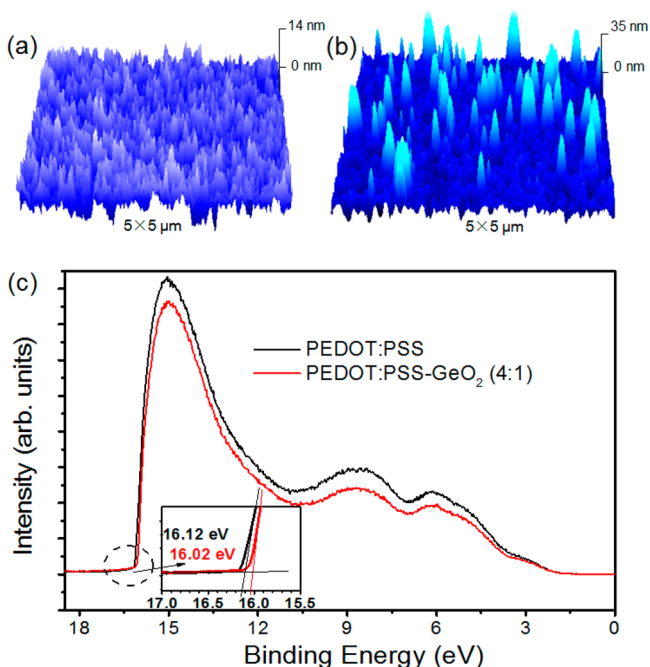 (a)
14 nm
0 nm
5×5 μm
(b)
35 nm
0 nm
5×5 μm
(c)
Intensity (arb. units)
PEDOT:PSS
PEDOT:PSS-GeO₂ (4:1)
16.12 eV
16.02 eV
17.0 16.5 16.0 15.5
18 15 12 9 6 3 0
Binding Energy (eV)